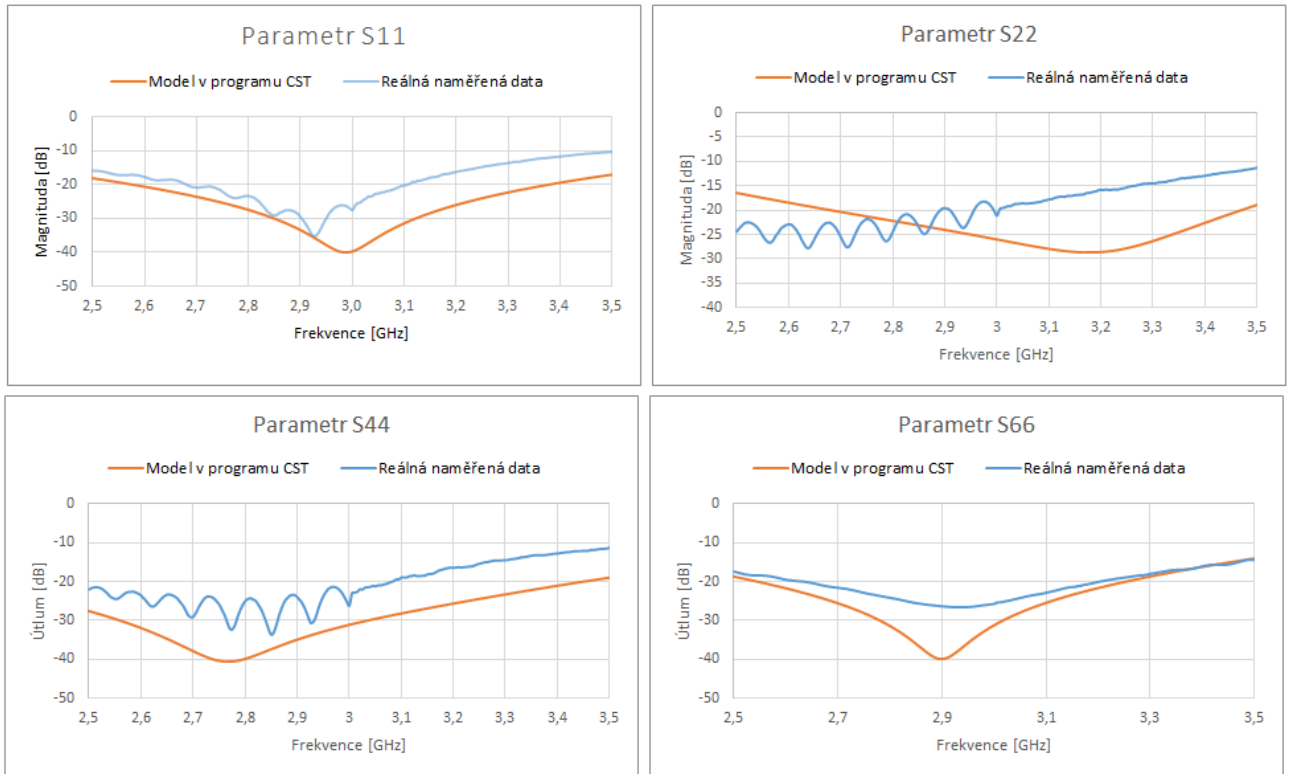 Parametr S11
Model v programu CST
Reálná naměřená data
Magnituda [dB]
0
-10
-20
-30
-40
-50
2,5 2,6 2,7 2,8 2,9 3,0 3,1 3,2 3,3 3,4 3,5
Frekvence [GHz]
Parametr S22
Model v programu CST
Reálná naměřená data
Magnituda [dB]
0
-5
-10
-15
-20
-25
-30
-35
-40
2,5 2,6 2,7 2,8 2,9 3 3,1 3,2 3,3 3,4 3,5
Frekvence [GHz]
Parametr S44
Model v programu CST
Reálná naměřená data
Útlum [dB]
0
-10
-20
-30
-40
-50
2,5 2,6 2,7 2,8 2,9 3 3,1 3,2 3,3 3,4 3,5
Frekvence [GHz]
Parametr S66
Model v programu CST
Reálná naměřená data
Útlum [dB]
0
-10
-20
-30
-40
-50
2,5 2,7 2,9 3,1 3,3 3,5
Frekvence [GHz]